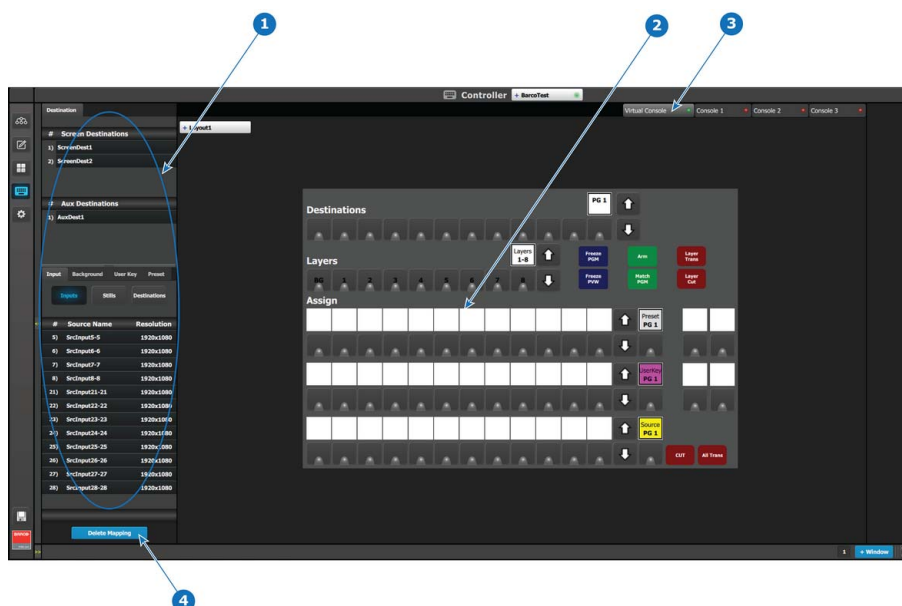 1
2
3
Controller + BarcoTest
Destination
Virtual Console Console 1 Console 2 Console 3
+ Layout1
# Screen Destinations
1) ScreenDest1
2) ScreenDest2
# Aux Destinations
1) AuxDest1
Input Background User Key Preset
Inputs Stills Destinations
# Source Name Resolution
5) SrcInput5-5 1920x1080
6) SrcInput6-6 1920x1080
7) SrcInput7-7 1920x1080
8) SrcInput8-8 1920x1080
21) SrcInput21-21 1920x1080
22) SrcInput22-22 1920x1080
23) SrcInput23-23 1920x1080
24) SrcInput24-24 1920x1080
25) SrcInput25-25 1920x1080
26) SrcInput26-26 1920x1080
27) SrcInput27-27 1920x1080
28) SrcInput28-28 1920x1080
Delete Mapping
BARCO
Destinations
PG 1
Layers
Layers
1-8
Freeze
PGM
Arm
Layer
Trans
BG 1 2 3 4 5 6 7 8
Freeze
PVW
Match
PGM
Layer
Cut
Assign
Preset
PG 1
UserKey
PG 1
Source
PG 1
CUT All Trans
1 + Window
4